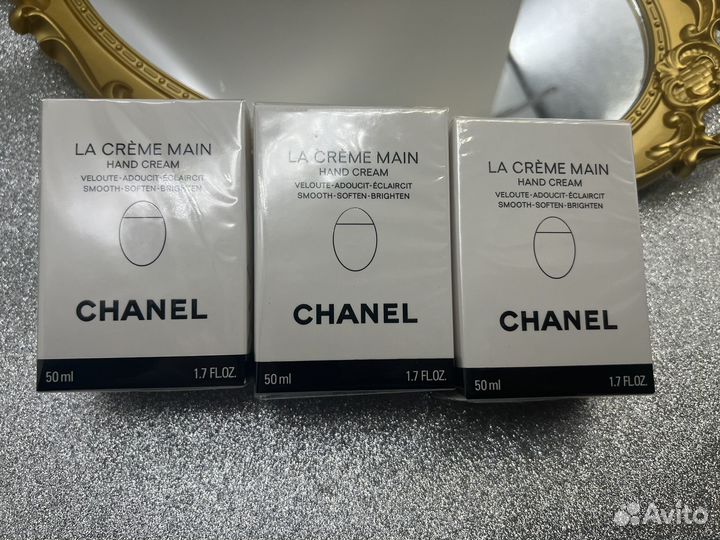 LA CRÈME MAIN
HAND CREAM
VELOUTE-ADOUCIT-ÉCLAIRCIT
SMOOTH-SOFTEN-BRIGHTEN
CHANEL
50 ml
1.7 FL.OZ.
LA CRÈME MAIN
HAND CREAM
VELOUTE-ADOUCIT-ÉCLAIRCIT
SMOOTH-SOFTEN-BRIGHTEN
CHANEL
50 ml
1.7 FL.OZ.
LA CRÈME MAIN
HAND CREAM
VELOUTE-ADOUCIT-ÉCLAIRCIT
SMOOTH-SOFTEN-BRIGHTEN
CHANEL
50 ml
1.7 FL.OZ.
Avito